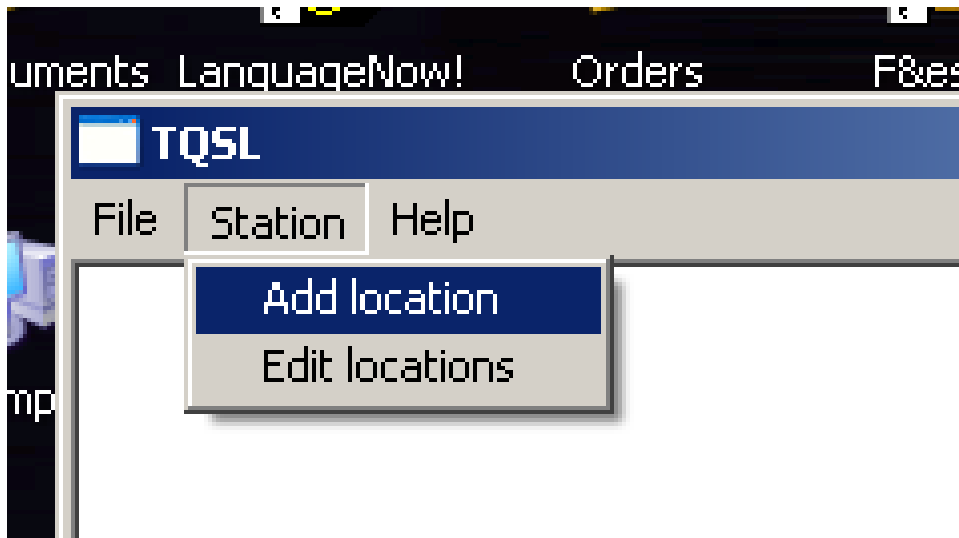 uments LanguageNow! Orders F&es
TQSL
File Station Help
Add location
Edit locations
mp